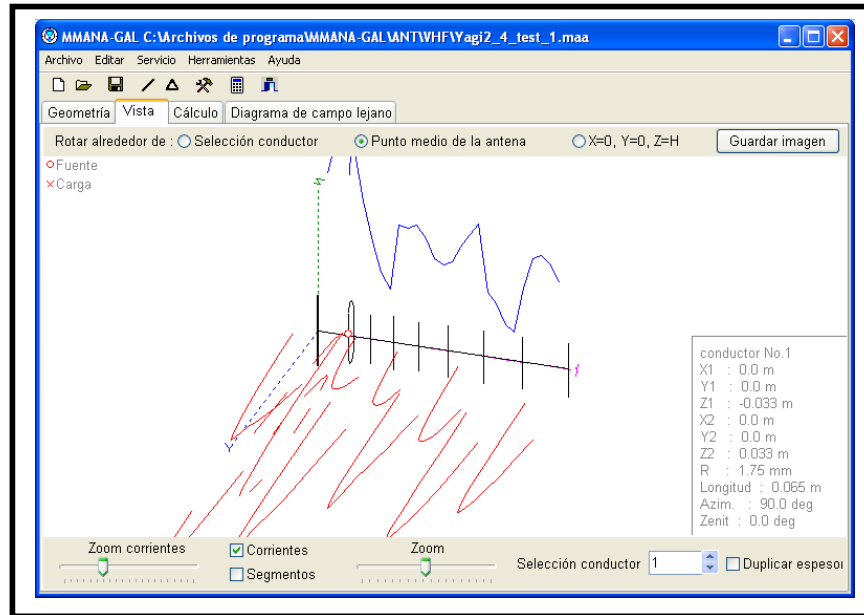 MMANA-GAL C:\Archivos de programa\MMANA-GAL\ANT\VHF\Yagi2_4_test_1.maa
Archivo Editar Servicio Herramientas Ayuda
Geometría Vista Cálculo Diagrama de campo lejano
Rotar alrededor de : Selección conductor Punto medio de la antena X=0, Y=0, Z=H Guardar imagen
Fuente
Carga
Z
X
Y
conductor No.1
X1 : 0.0 m
Y1 : 0.0 m
Z1 : -0.033 m
X2 : 0.0 m
Y2 : 0.0 m
Z2 : 0.033 m
R : 1.75 mm
Longitud : 0.065 m
Azim. : 90.0 deg
Zenit : 0.0 deg
Zoom corrientes Corrientes Zoom
Selección conductor 1 Duplicar espesor
Segmentos